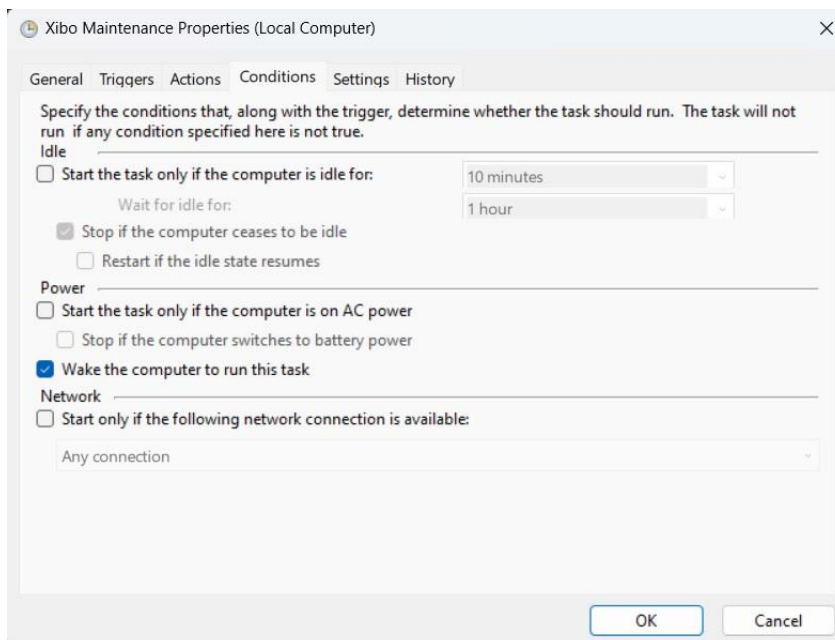 Xibo Maintenance Properties (Local Computer)
General Triggers Actions Conditions Settings History
Specify the conditions that, along with the trigger, determine whether the task should run. The task will not
run if any condition specified here is not true.
Idle
Start the task only if the computer is idle for: 10 minutes
Wait for idle for: 1 hour
Stop if the computer ceases to be idle
Restart if the idle state resumes
Power
Start the task only if the computer is on AC power
Stop if the computer switches to battery power
Wake the computer to run this task
Network
Start only if the following network connection is available:
Any connection
OK Cancel